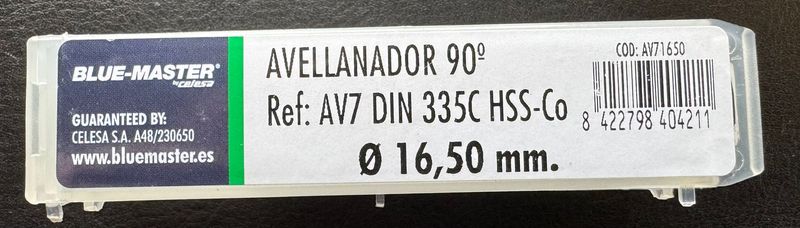 BLUE-MASTER®
by celesa
GUARANTEED BY:
CELESA S.A. A48/230650
www.bluemaster.es
AVELLANADOR 90º
Ref: AV7 DIN 335C HSS-Co
Ø 16,50 mm.
COD: AV71650
8 422798 404211